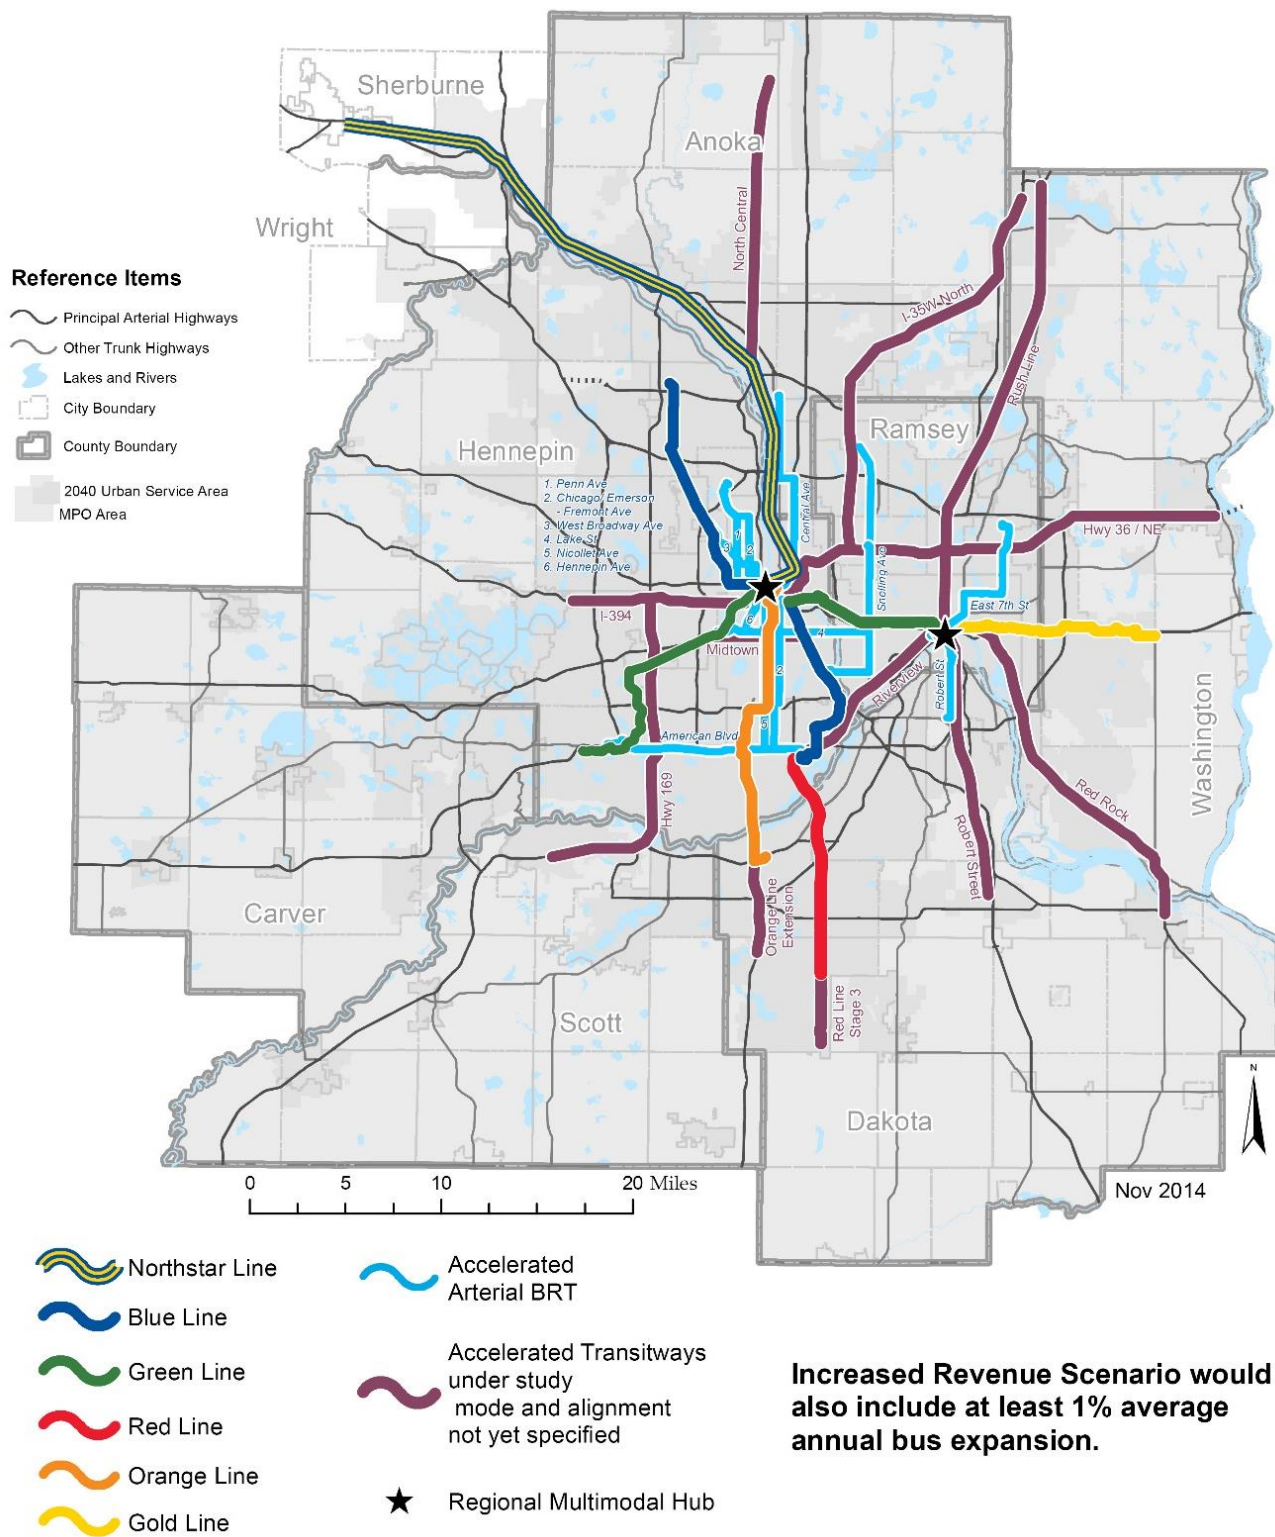 Sherburne
Anoka
Wright
North Central
I-35W North
Rush Line
Reference Items
Principal Arterial Highways
Other Trunk Highways
Lakes and Rivers
City Boundary
County Boundary
2040 Urban Service Area
MPO Area
Hennepin
Ramsey
1. Penn Ave
2. Chicago/ Emerson
- Fremont Ave
3. West Broadway Ave
4. Lake St
5. Nicollet Ave
6. Hennepin Ave
Central Ave
Snelling Ave
Hwy 36 / NE
1
2
3
East 7th St
I-394
6
4
Midtown
2
Riverview
Robert St
5
American Blvd
Hwy 169
Washington
Red Rock
Robert Street
Carver
Orange Line
Extension
Red Line
Stage 3
Scott
Dakota
N
Nov 2014
0 5 10 20 Miles
Northstar Line
Blue Line
Green Line
Red Line
Orange Line
Gold Line
Accelerated
Arterial BRT
Accelerated Transitways
under study
mode and alignment
not yet specified
Regional Multimodal Hub
Increased Revenue Scenario would
also include at least 1% average
annual bus expansion.